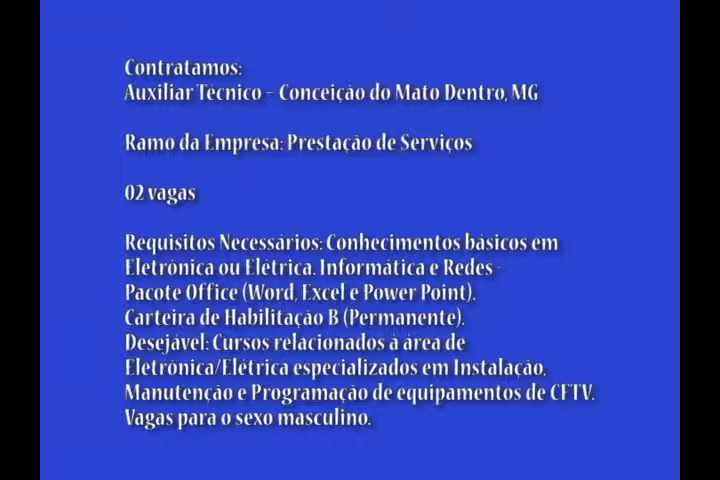 Contratamos:
Auxiliar Técnico – Conceição do Mato Dentro, MG
Ramo da Empresa: Prestação de Serviços
02 vagas
Requisitos Necessários: Conhecimentos básicos em
Eletrônica ou Elétrica. Informática e Redes -
Pacote Office (Word, Excel e Power Point).
Carteira de Habilitação B (Permanente).
Desejável: Cursos relacionados à área de
Eletrônica/Elétrica especializados em Instalação,
Manutenção e Programação de equipamentos de CFTV.
Vagas para o sexo masculino.